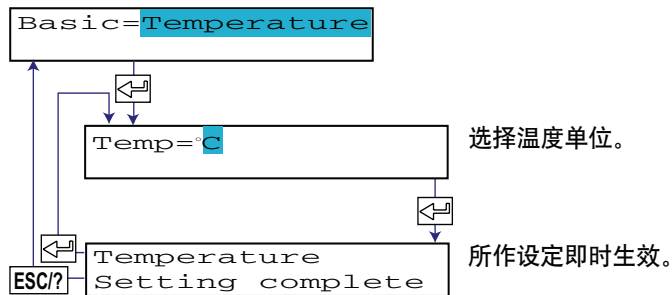 Basic=Temperature
Temp=°C
选择温度单位。
Temperature
Setting complete
所作设定即时生效。
ESC/?